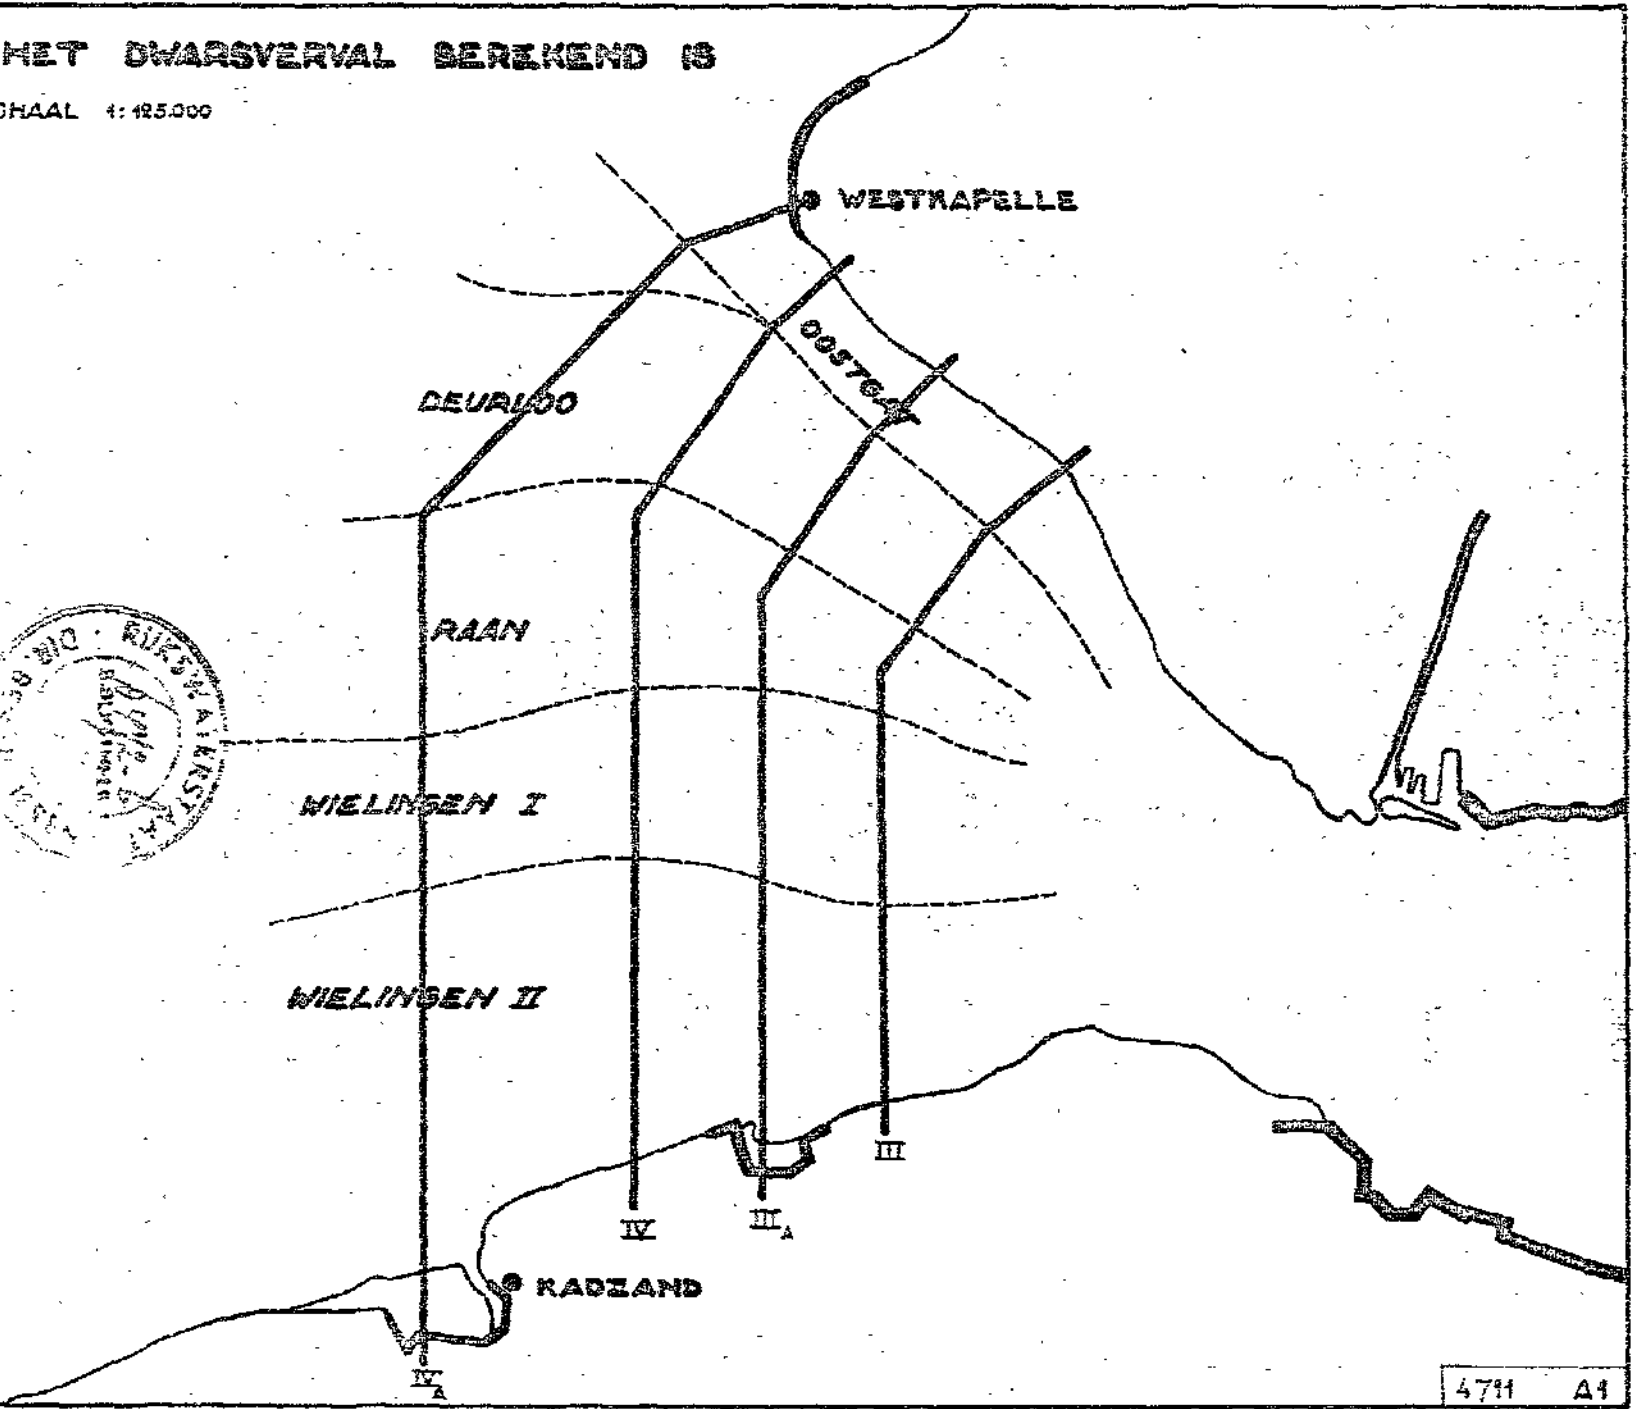 HET DWARSVERVAL BEREKEND IS
SCHAAL 1:125.000
WESTKAPELLE
DEURLOO
RAAN
WIELINGEN I
WIELINGEN II
RIJKSWATERSTAAT
III
IV
III A
KADZAND
IV A
4711 A1